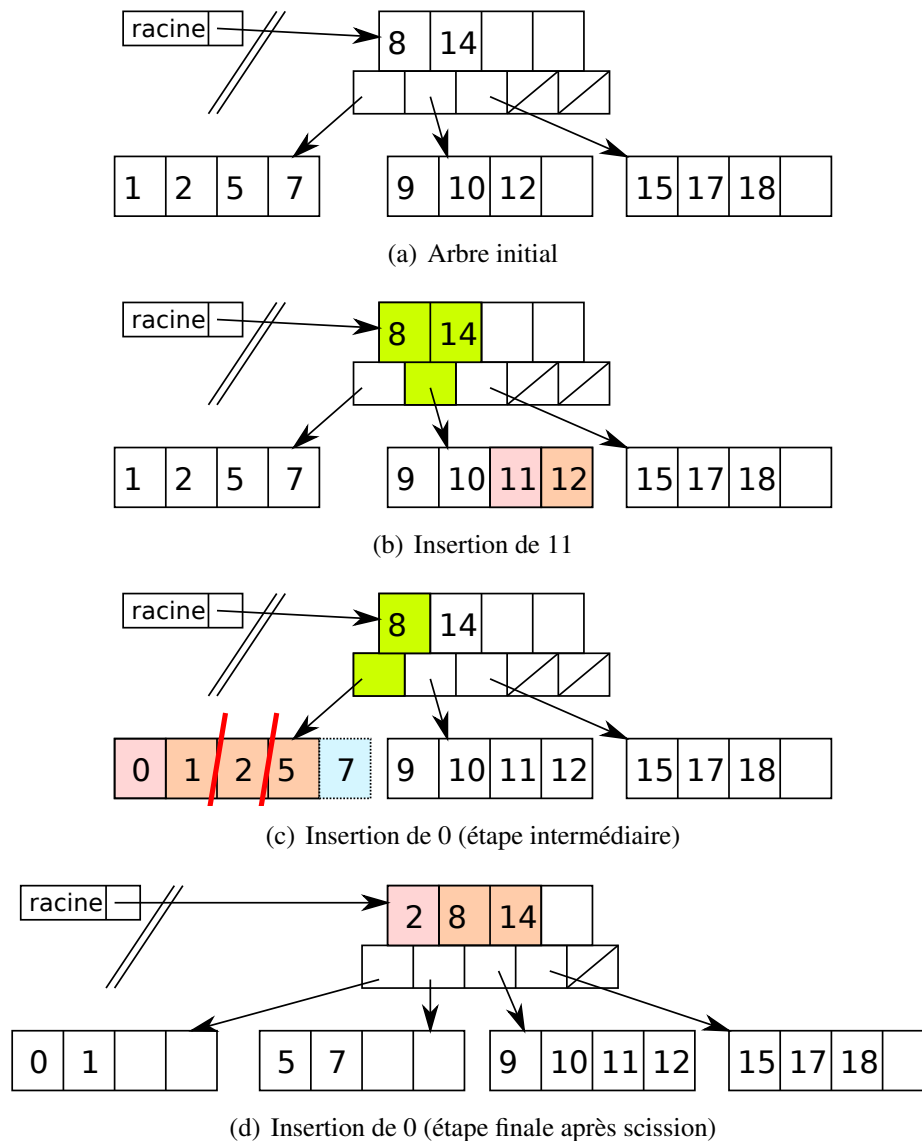 racine 8 14
1 2 5 7 9 10 12 15 17 18
(a) Arbre initial
racine 8 14
1 2 5 7 9 10 11 12 15 17 18
(b) Insertion de 11
racine 8 14
0 1 2 5 7 9 10 11 12 15 17 18
(c) Insertion de 0 (étape intermédiaire)
racine 2 8 14
0 1 5 7 9 10 11 12 15 17 18
(d) Insertion de 0 (étape finale après scission)